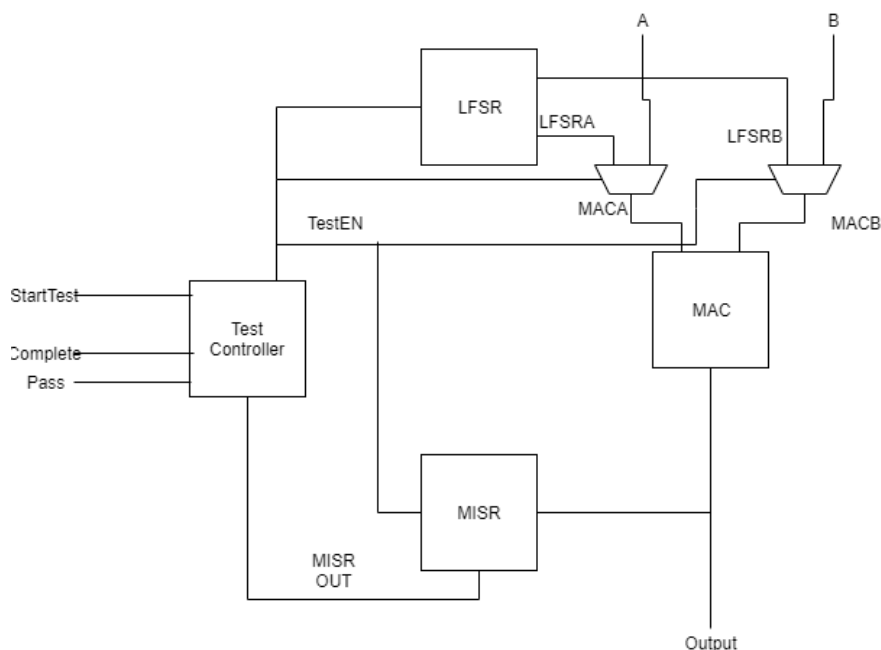 A
B
LFSR
LFSRA
LFSRB
MACA
MACB
TestEN
StartTest
Test
Controller
MAC
Complete
Pass
MISR
MISR
OUT
Output